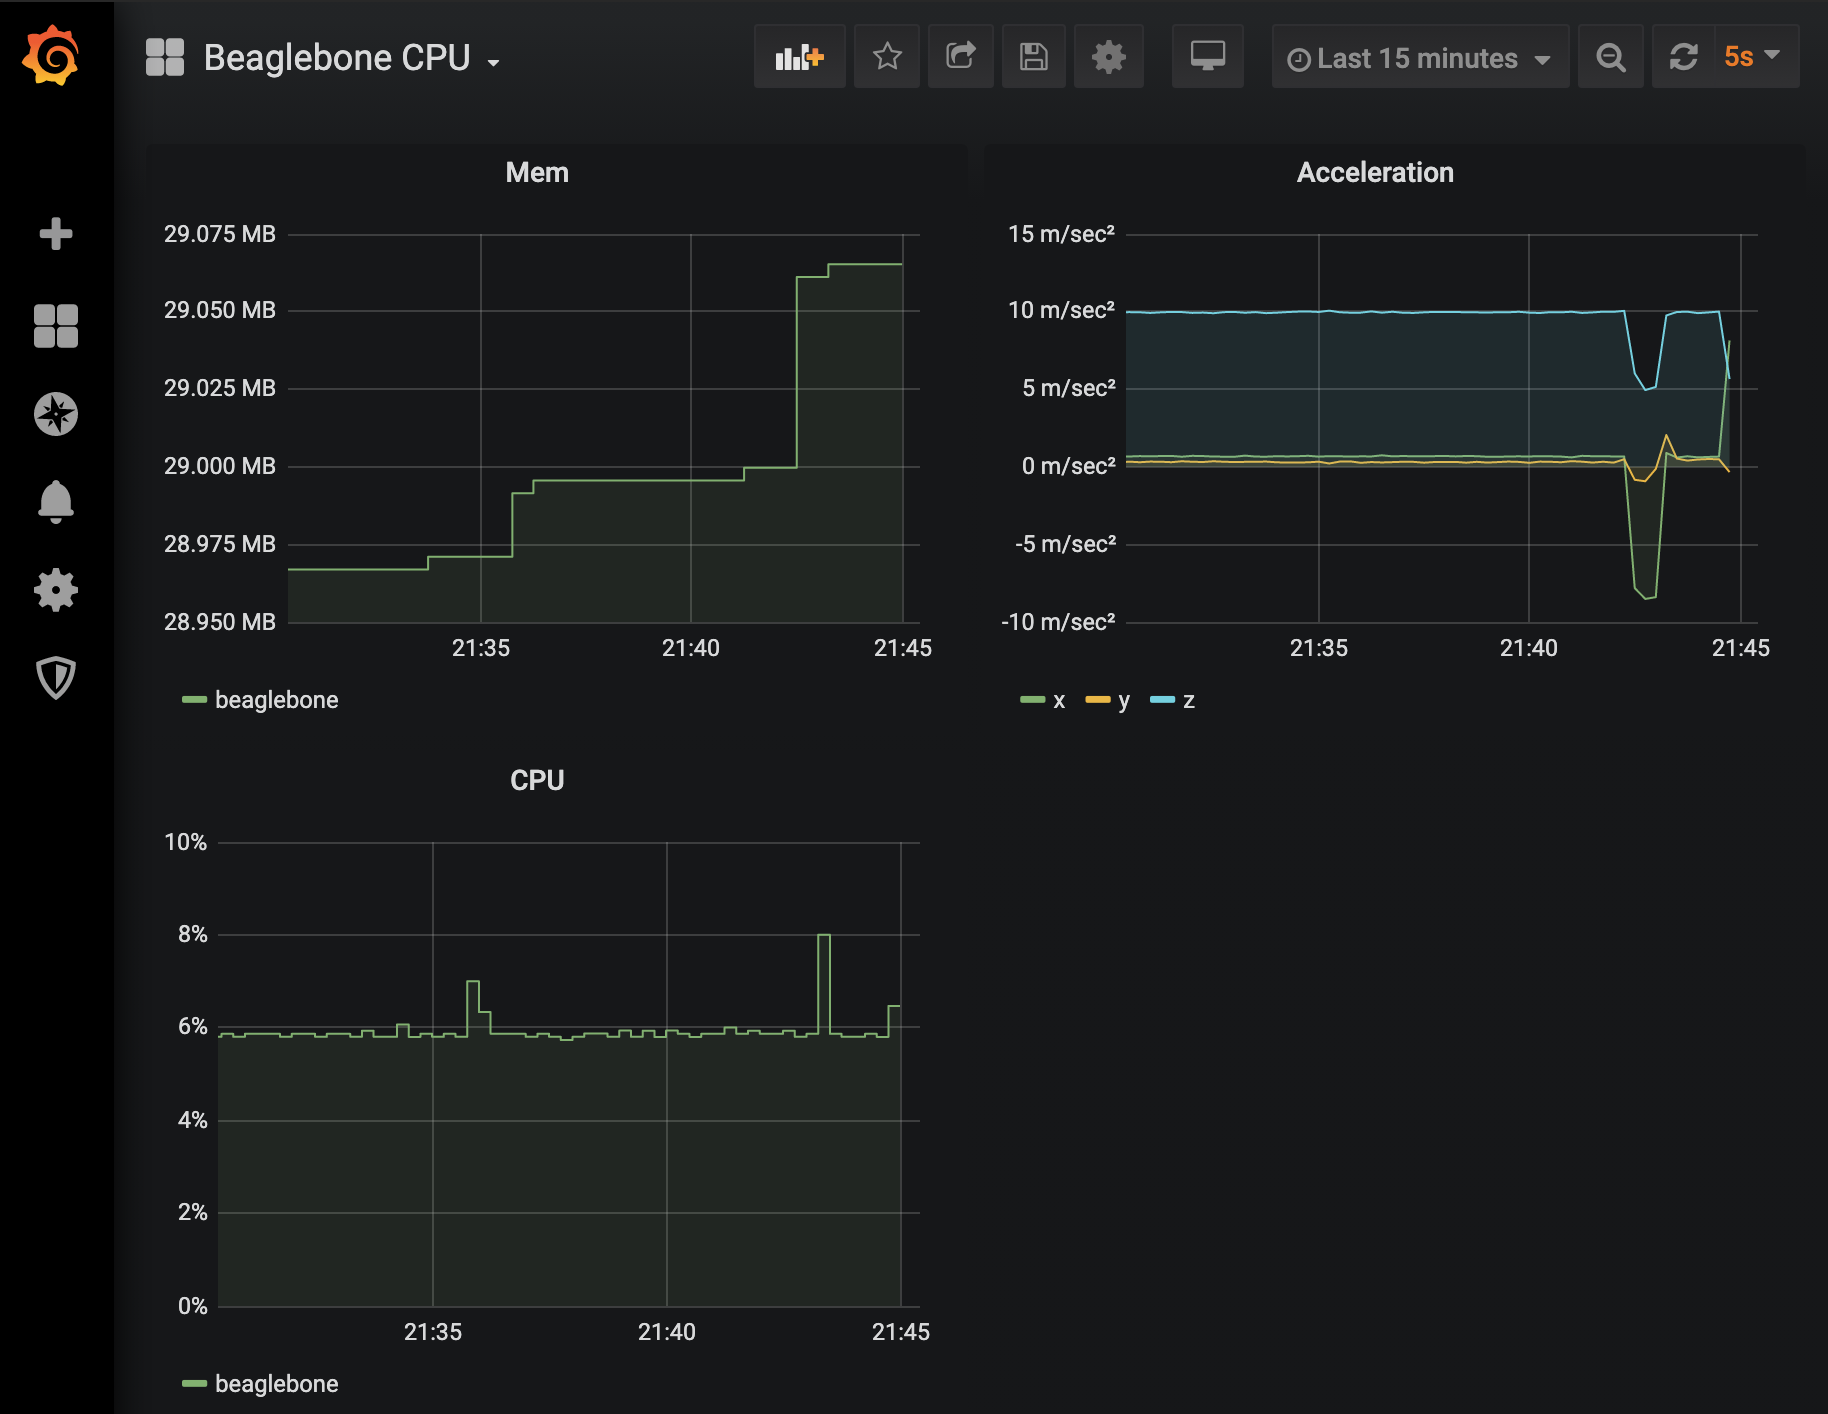 Beaglebone CPU
Last 15 minutes
5s
Mem
29.075 MB
29.050 MB
29.025 MB
29.000 MB
28.975 MB
28.950 MB
21:35 21:40 21:45
beaglebone
Acceleration
15 m/sec²
10 m/sec²
5 m/sec²
0 m/sec²
-5 m/sec²
-10 m/sec²
21:35 21:40 21:45
x y z
CPU
10%
8%
6%
4%
2%
0%
21:35 21:40 21:45
beaglebone